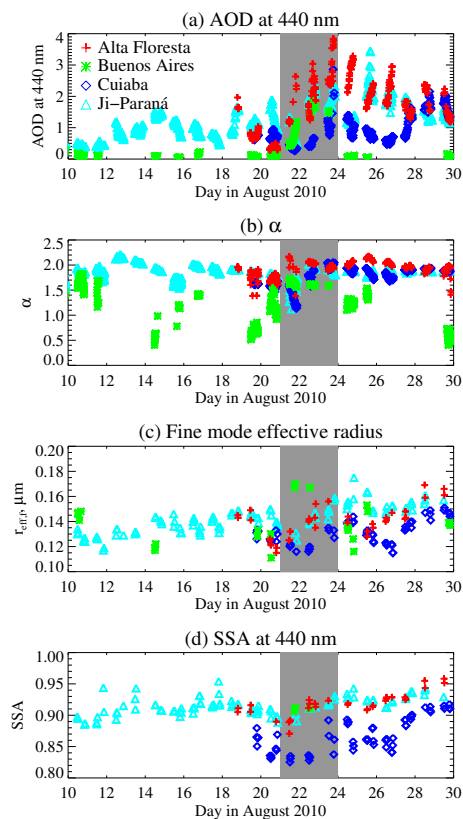 (a) AOD at 440 nm
AOD at 440 nm
4
3
2
1
0
Alta Floresta
Buenos Aires
Cuiaba
Ji−Paraná
10 12 14 16 18 20 22 24 26 28 30
Day in August 2010
(b) α
α
2.5
2.0
1.5
1.0
0.5
0.0
10 12 14 16 18 20 22 24 26 28 30
Day in August 2010
(c) Fine mode effective radius
r_eff,f, μm
0.20
0.18
0.16
0.14
0.12
0.10
10 12 14 16 18 20 22 24 26 28 30
Day in August 2010
(d) SSA at 440 nm
SSA
1.00
0.95
0.90
0.85
0.80
10 12 14 16 18 20 22 24 26 28 30
Day in August 2010